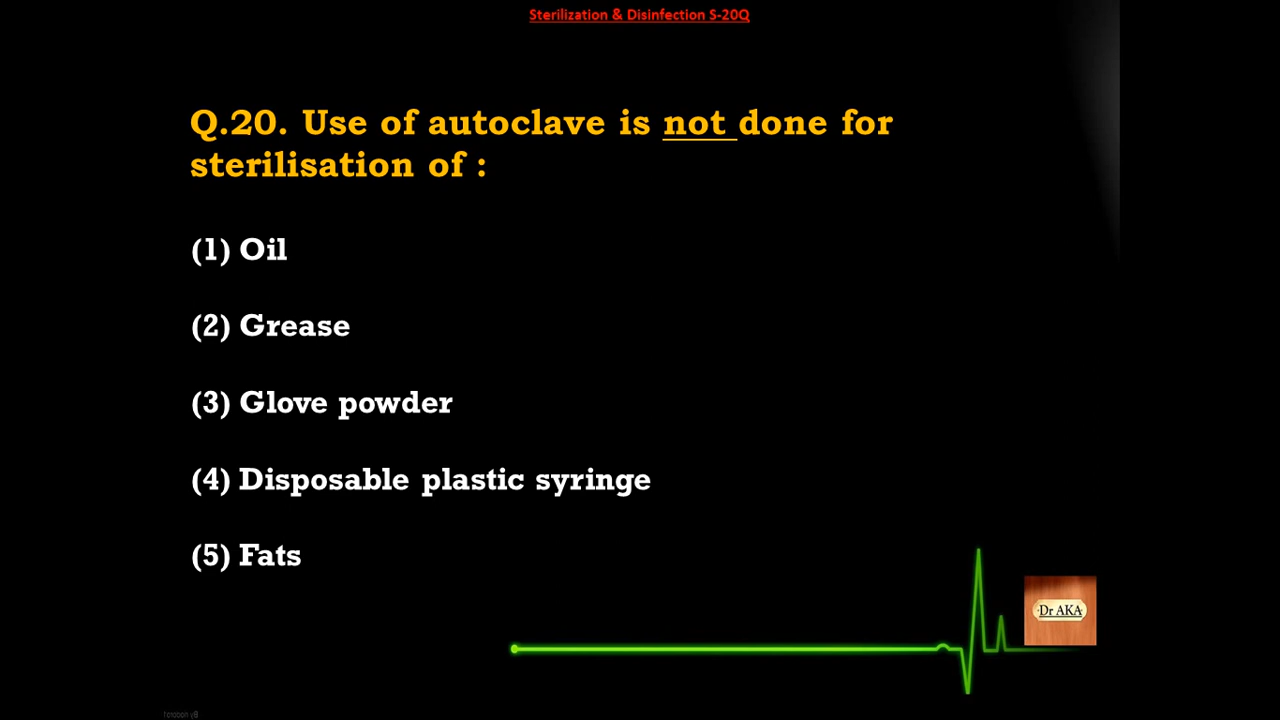 Sterilization & Disinfection S-20Q
Q.20. Use of autoclave is not done for
sterilisation of :
(1) Oil
(2) Grease
(3) Glove powder
(4) Disposable plastic syringe
(5) Fats
Dr AKA